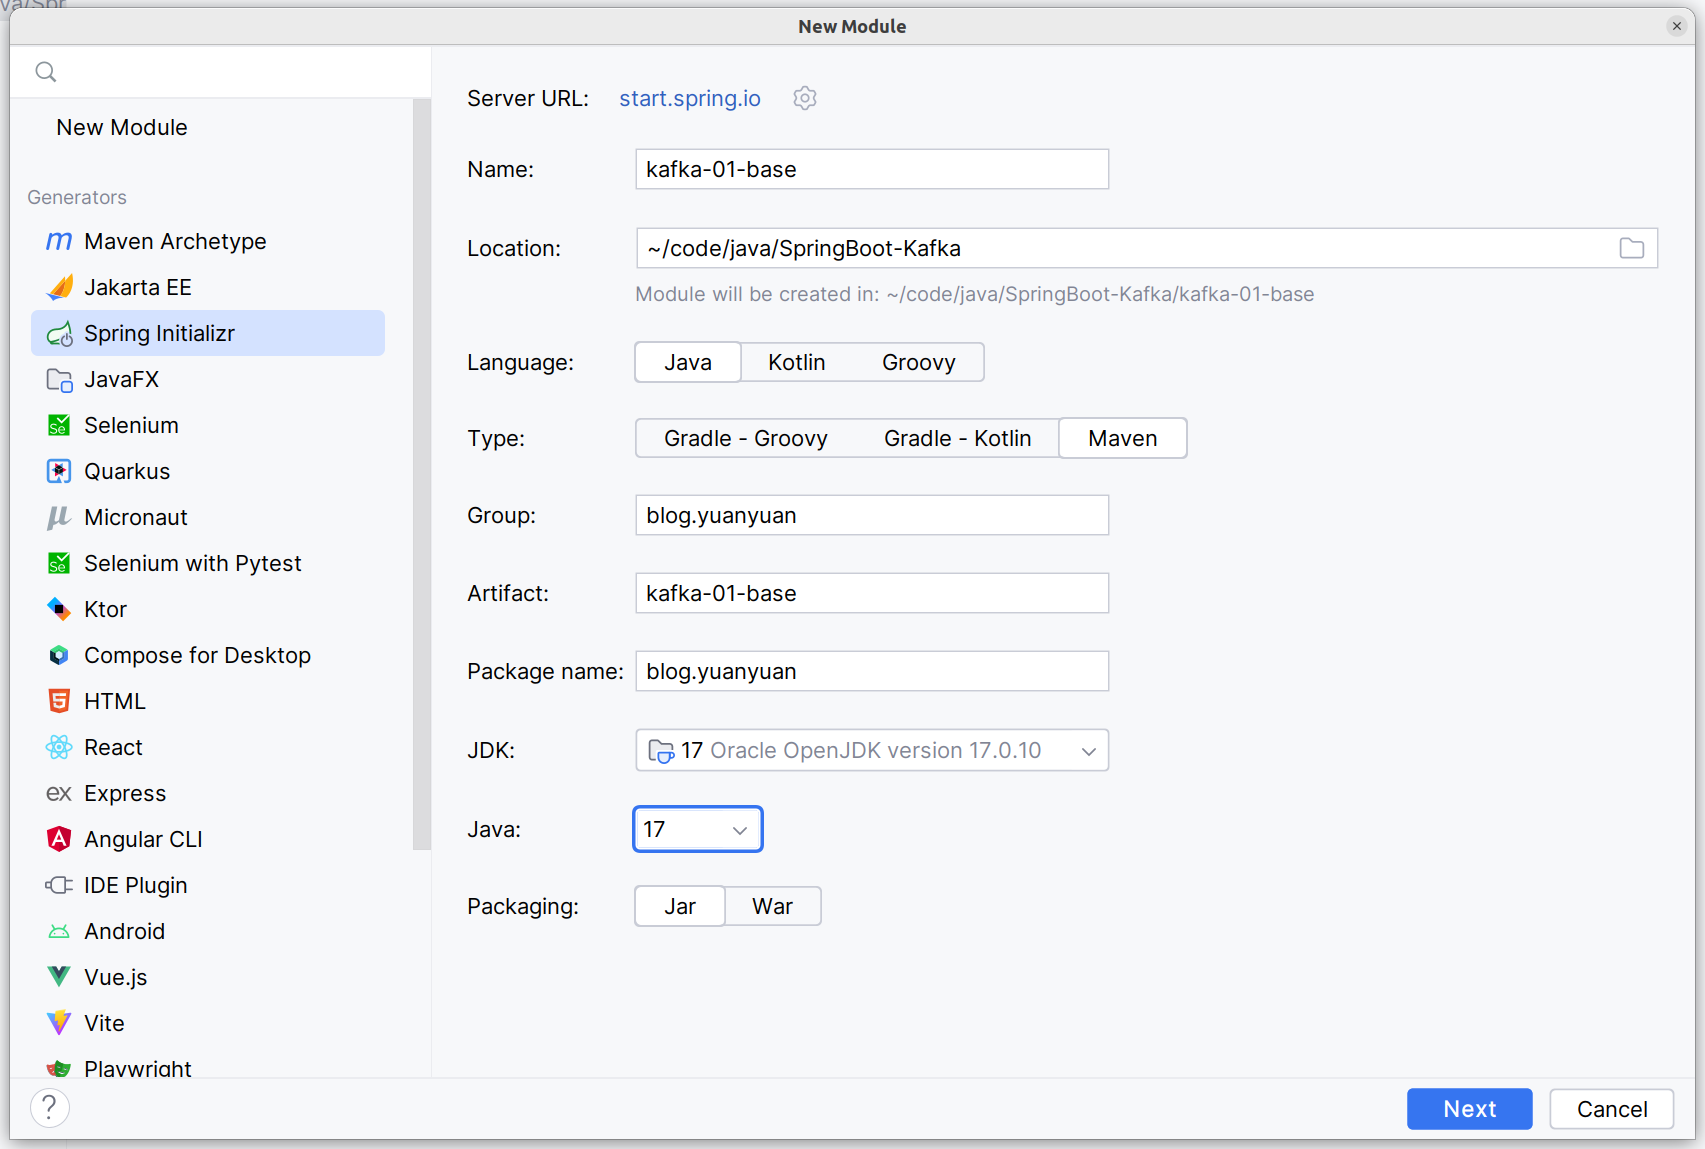 New Module
New Module
Generators
Maven Archetype
Jakarta EE
Spring Initializr
JavaFX
Selenium
Quarkus
Micronaut
Selenium with Pytest
Ktor
Compose for Desktop
HTML
React
ex Express
Angular CLI
IDE Plugin
Android
Vue.js
Vite
Playwright
Server URL: start.spring.io
Name: kafka-01-base
Location: ~/code/java/SpringBoot-Kafka
Module will be created in: ~/code/java/SpringBoot-Kafka/kafka-01-base
Language: Java Kotlin Groovy
Type: Gradle - Groovy Gradle - Kotlin Maven
Group: blog.yuanyuan
Artifact: kafka-01-base
Package name: blog.yuanyuan
JDK: 17 Oracle OpenJDK version 17.0.10
Java: 17
Packaging: Jar War
? Next Cancel